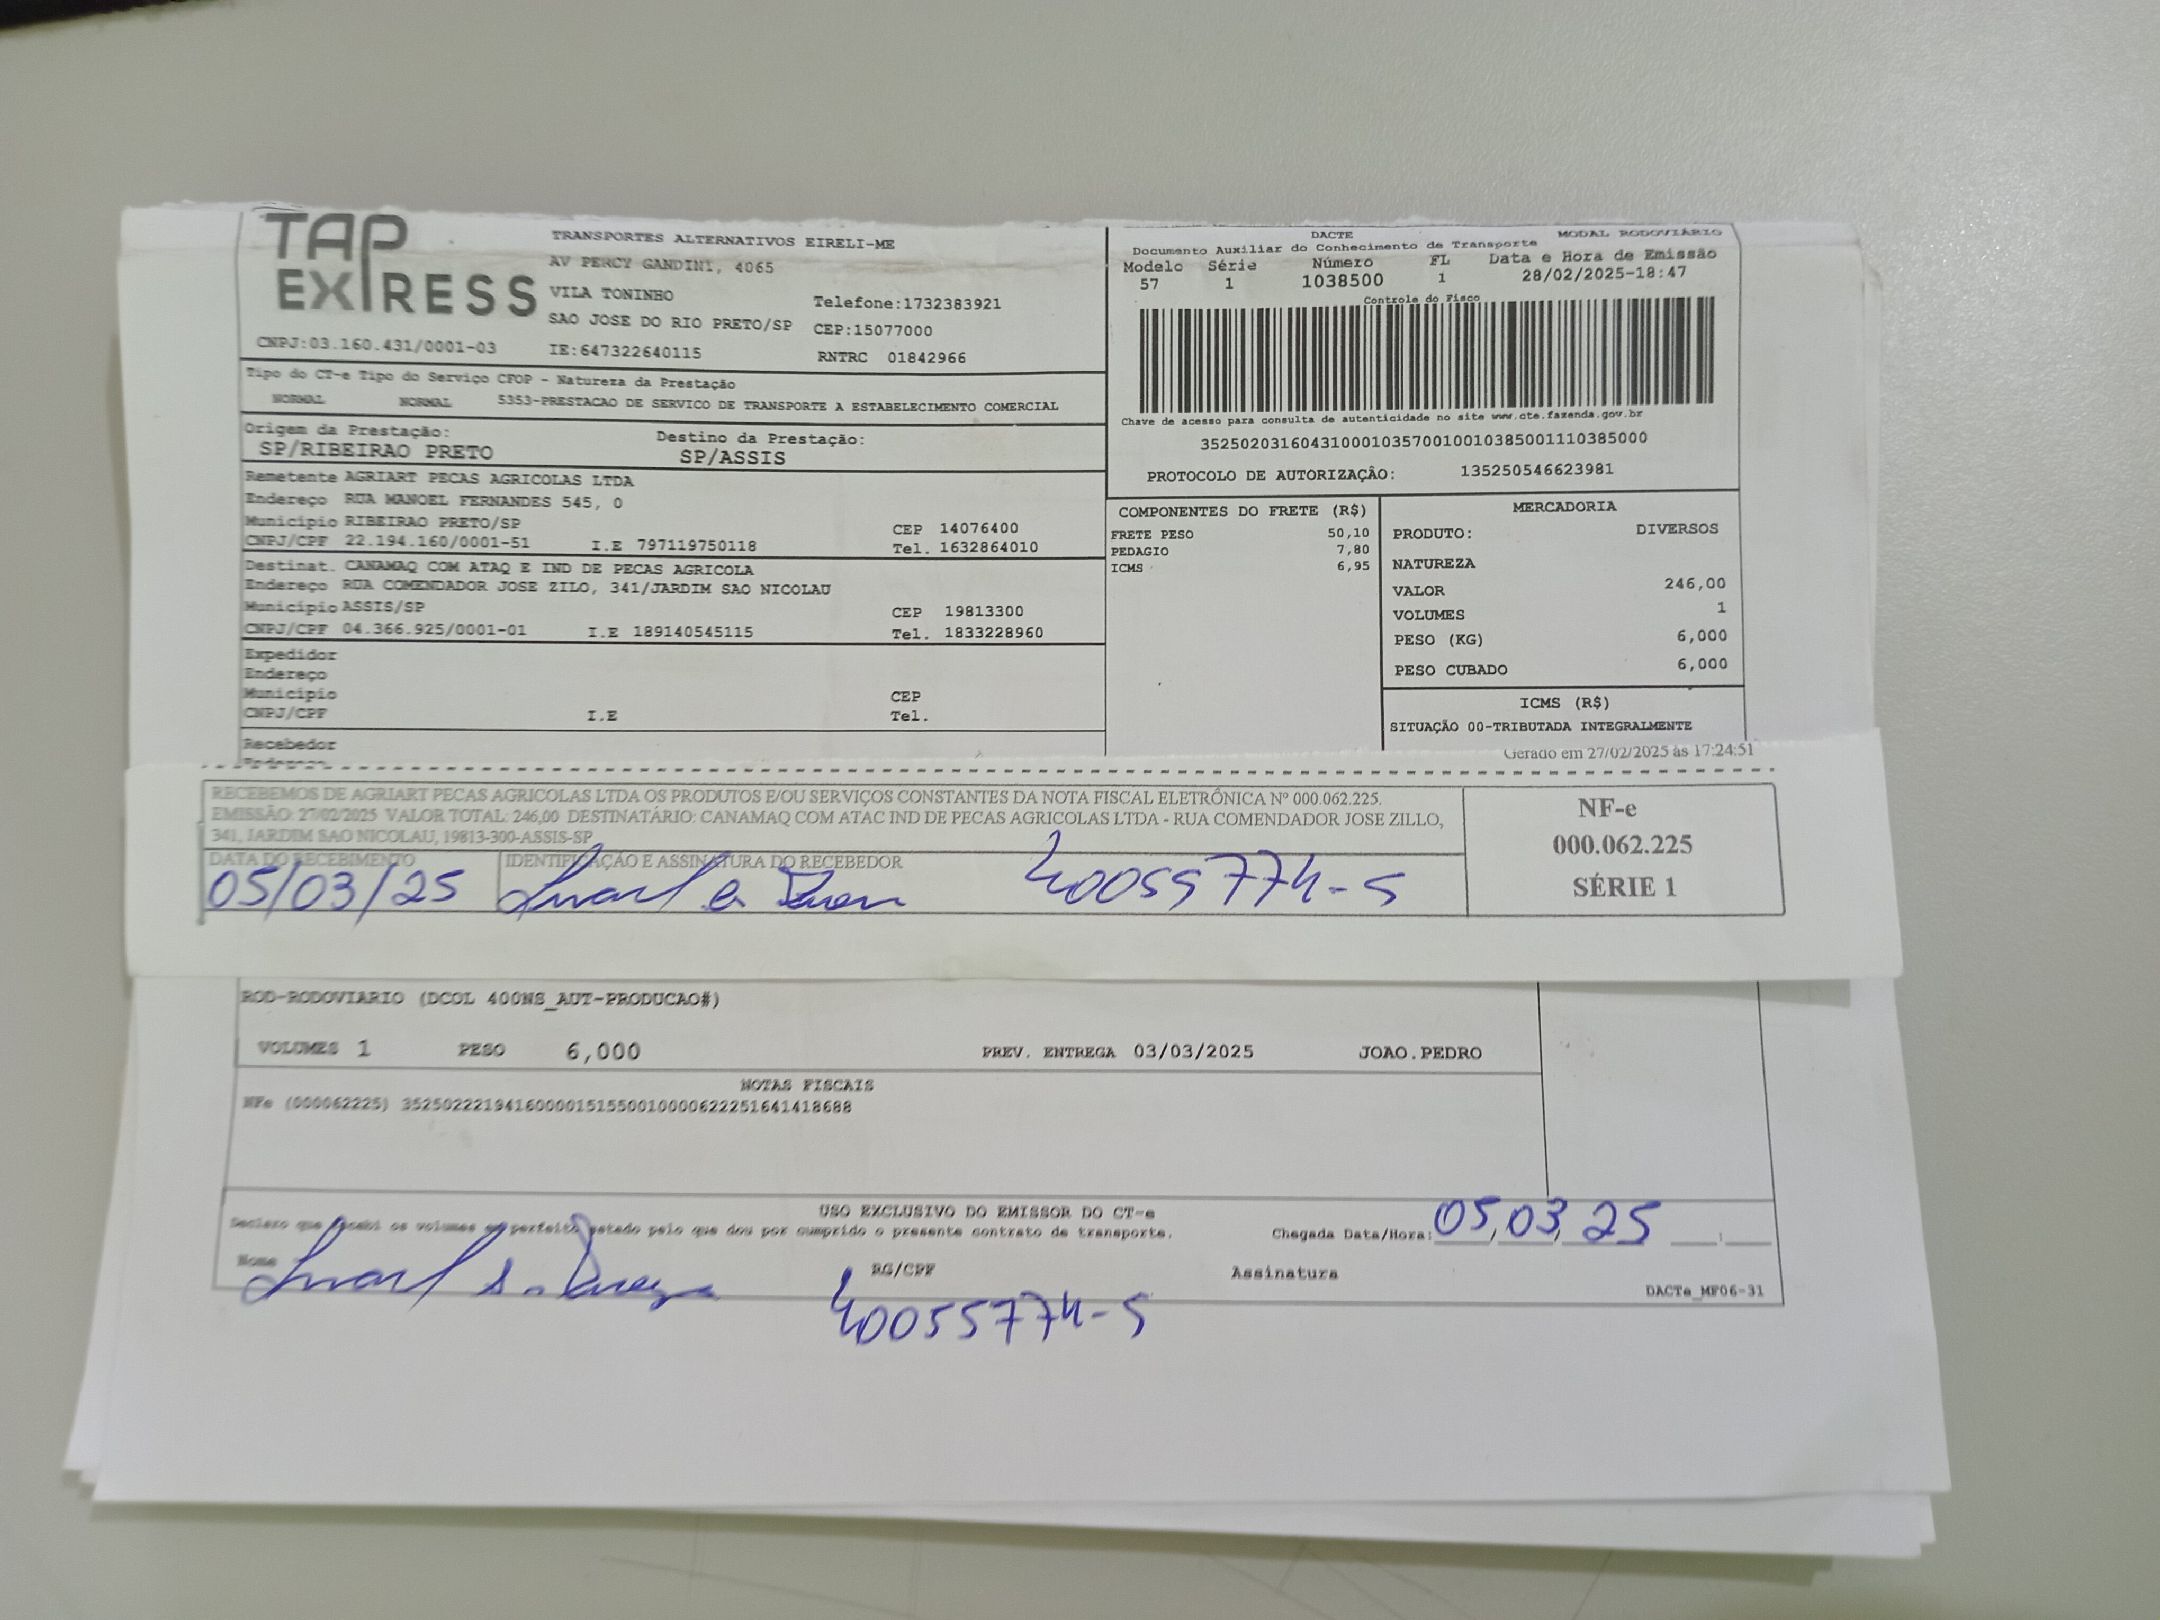 TAP EXPRESS
TRANSPORTES ALTERNATIVOS EIRELI-ME
AV PERCY GANDINI, 4065
VILA TONINHO
Telefone:1732383921
SAO JOSE DO RIO PRETO/SP CEP:15077000
CNPJ:03.160.431/0001-03 IE:647322640115 RNTRC 01842966
DACTE MODAL RODOVIÁRIO
Documento Auxiliar do Conhecimento de Transporte
Modelo Série Número FL Data e Hora de Emissão
57 1 1038500 1 28/02/2025-18:47
Controle do Fisco
Chave de acesso para consulta de autenticidade no site www.cte.fazenda.gov.br
35250203160431000103570010010385001110385000
PROTOCOLO DE AUTORIZAÇÃO: 135250546623981
Tipo do CT-e Tipo do Serviço CFOP - Natureza da Prestação
NORMAL NORMAL 5353-PRESTACAO DE SERVICO DE TRANSPORTE A ESTABELECIMENTO COMERCIAL
Origem da Prestação: Destino da Prestação:
SP/RIBEIRAO PRETO SP/ASSIS
Remetente AGRIART PECAS AGRICOLAS LTDA
Endereço RUA MANOEL FERNANDES 545, 0
Município RIBEIRAO PRETO/SP CEP 14076400
CNPJ/CPF 22.194.160/0001-51 I.E 797119750118 Tel. 1632864010
Destinat. CANAMAQ COM ATAQ E IND DE PECAS AGRICOLA
Endereço RUA COMENDADOR JOSE ZILO, 341/JARDIM SAO NICOLAU
Município ASSIS/SP CEP 19813300
CNPJ/CPF 04.366.925/0001-01 I.E 189140545115 Tel. 1833228960
Expedidor
Endereço
Município CEP
CNPJ/CPF I.E Tel.
Recebedor
Endereço
COMPONENTES DO FRETE (R$)
FRETE PESO 50,10
PEDAGIO 7,80
ICMS 6,95
MERCADORIA
PRODUTO: DIVERSOS
NATUREZA
VALOR 246,00
VOLUMES 1
PESO (KG) 6,000
PESO CUBADO 6,000
ICMS (R$)
SITUAÇÃO 00-TRIBUTADA INTEGRALMENTE
Gerado em 27/02/2025 às 17:24:51
RECEBEMOS DE AGRIART PECAS AGRICOLAS LTDA OS PRODUTOS E/OU SERVIÇOS CONSTANTES DA NOTA FISCAL ELETRÔNICA Nº 000.062.225.
EMISSÃO: 27/02/2025 VALOR TOTAL: 246,00 DESTINATÁRIO: CANAMAQ COM ATAC IND DE PECAS AGRICOLAS LTDA - RUA COMENDADOR JOSE ZILLO,
341, JARDIM SAO NICOLAU, 19813-300-ASSIS-SP
DATA DO RECEBIMENTO IDENTIFICAÇÃO E ASSINATURA DO RECEBEDOR
05/03/25 40055774-5
NF-e
000.062.225
SÉRIE 1
ROD-RODOVIARIO (DCOL 400NS_AUT-PRODUCAO#)
VOLUMES 1 PESO 6,000 PREV. ENTREGA 03/03/2025 JOAO.PEDRO
NOTAS FISCAIS
NFe (000062225) 35250222194160000151550010000622251641418688
USO EXCLUSIVO DO EMISSOR DO CT-e
Declaro que recebi os volumes em perfeito estado pelo que dou por cumprido o presente contrato de transporte. Chegada Data/Hora: 05/03/25 :
Nome RG/CPF Assinatura
40055774-5
DACTe_MF06-31